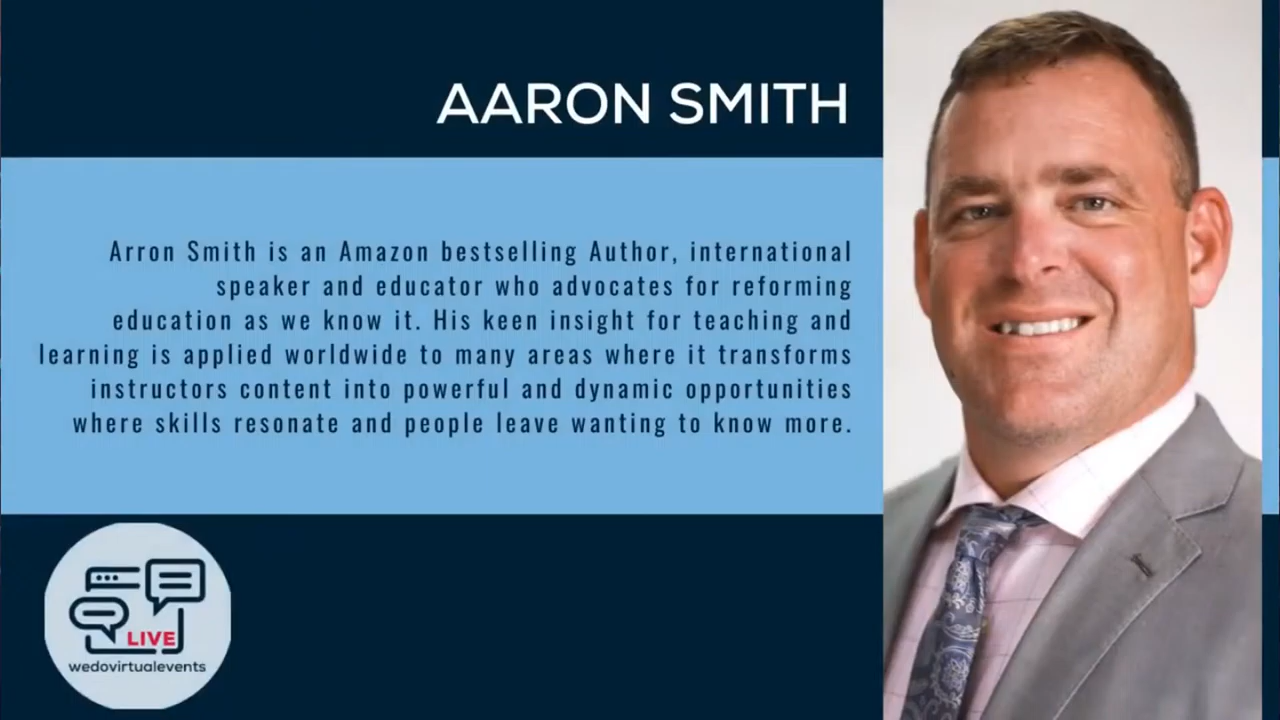 AARON SMITH
Arron Smith is an Amazon bestselling Author, international
speaker and educator who advocates for reforming
education as we know it. His keen insight for teaching and
learning is applied worldwide to many areas where it transforms
instructors content into powerful and dynamic opportunities
where skills resonate and people leave wanting to know more.
LIVE
wedovirtualevents